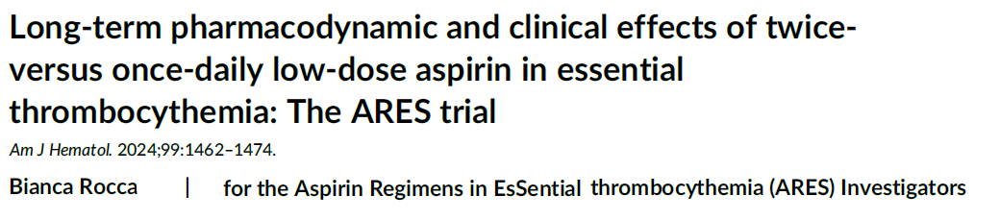 Long-term pharmacodynamic and clinical effects of twice-
versus once-daily low-dose aspirin in essential
thrombocythemia: The ARES trial
Am J Hematol. 2024;99:1462–1474.
Bianca Rocca | for the Aspirin Regimens in EsSential thrombocythemia (ARES) Investigators